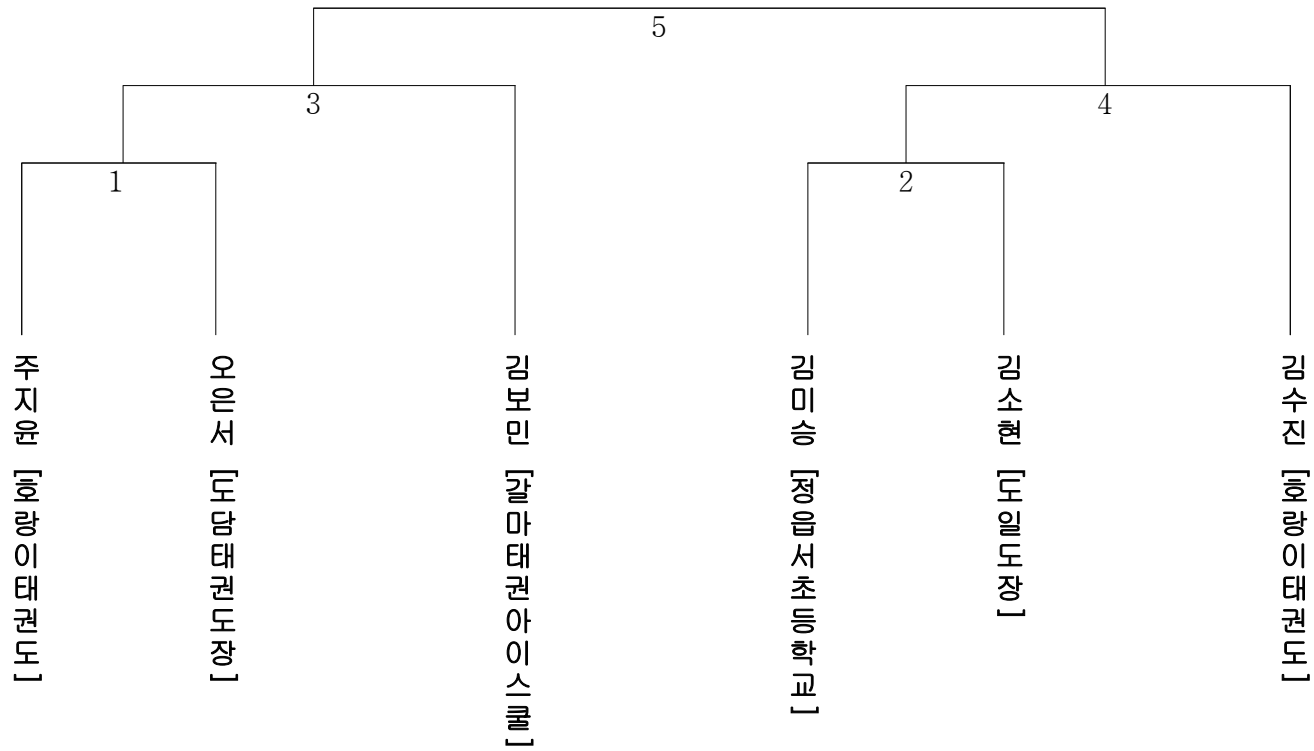 5
3
4
1
2
주지윤 [호랑이태권도]
오은서 [도담태권도장]
김보민 [갈마태권아이스쿨]
김미승 [정읍서초등학교]
김소현 [도일도장]
김수진 [호랑이태권도]